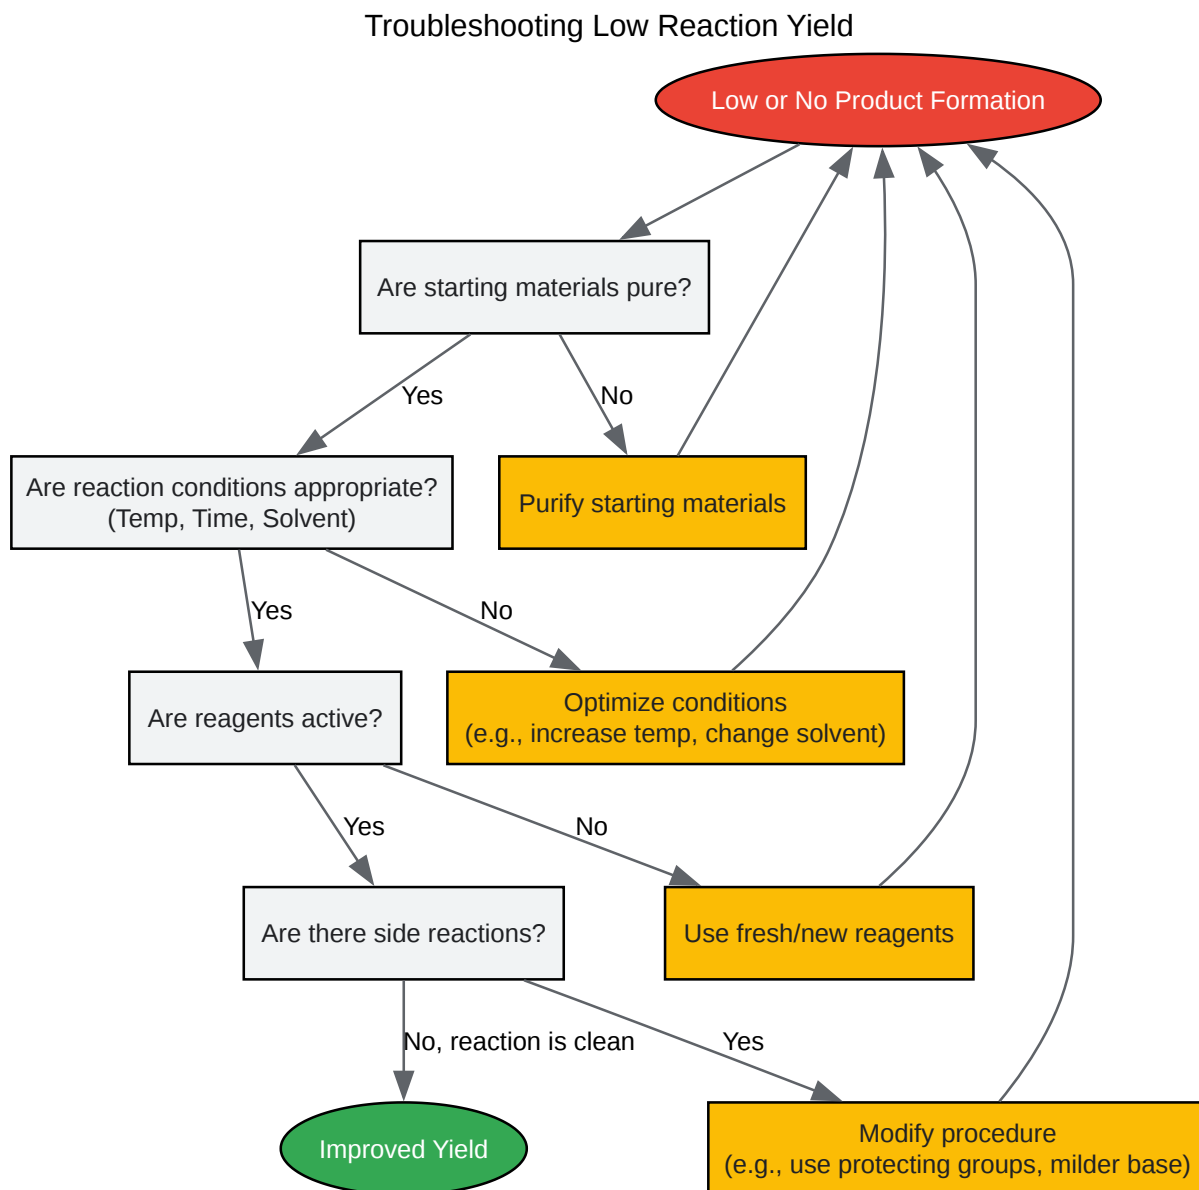 Troubleshooting Low Reaction Yield
Low or No Product Formation
Are starting materials pure?
Yes
No
Are reaction conditions appropriate?
(Temp, Time, Solvent)
Purify starting materials
Yes
No
Are reagents active?
Optimize conditions
(e.g., increase temp, change solvent)
Yes
No
Are there side reactions?
Use fresh/new reagents
No, reaction is clean
Yes
Improved Yield
Modify procedure
(e.g., use protecting groups, milder base)